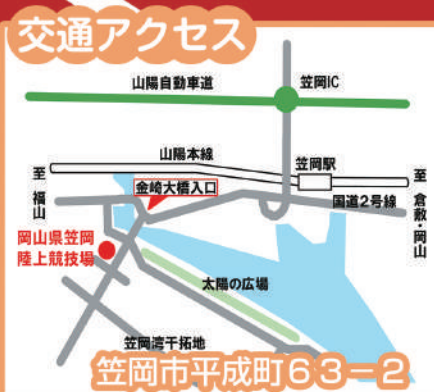 交通アクセス
山陽自動車道
笠岡IC
山陽本線
笠岡駅
至福山
金崎大橋入口
国道2号線
至倉敷・岡山
岡山県笠岡
陸上競技場
太陽の広場
笠岡湾干拓地
笠岡市平成町63-2